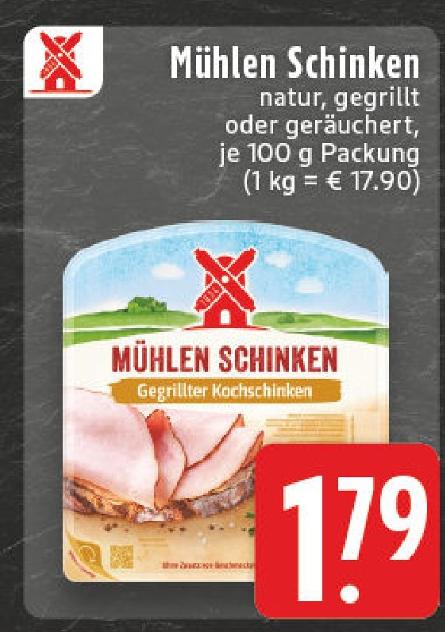 Mühlen Schinken
natur, gegrillt
oder geräuchert,
je 100 g Packung
(1 kg = € 17.90)
MÜHLEN SCHINKEN
Gegrillter Kochschinken
1.79